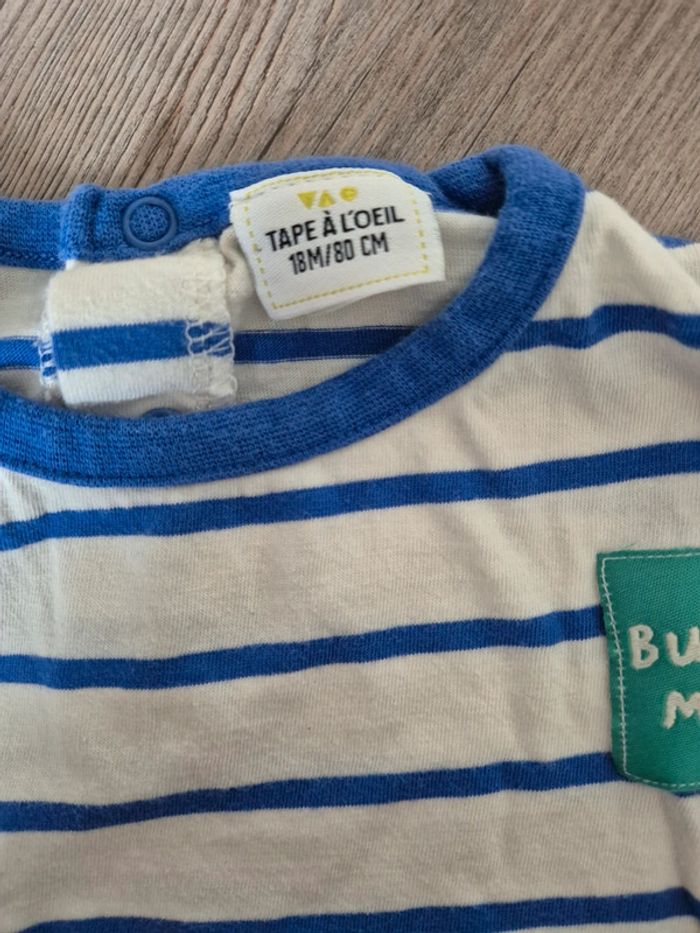 TAPE À L'OEIL
18M/80 CM